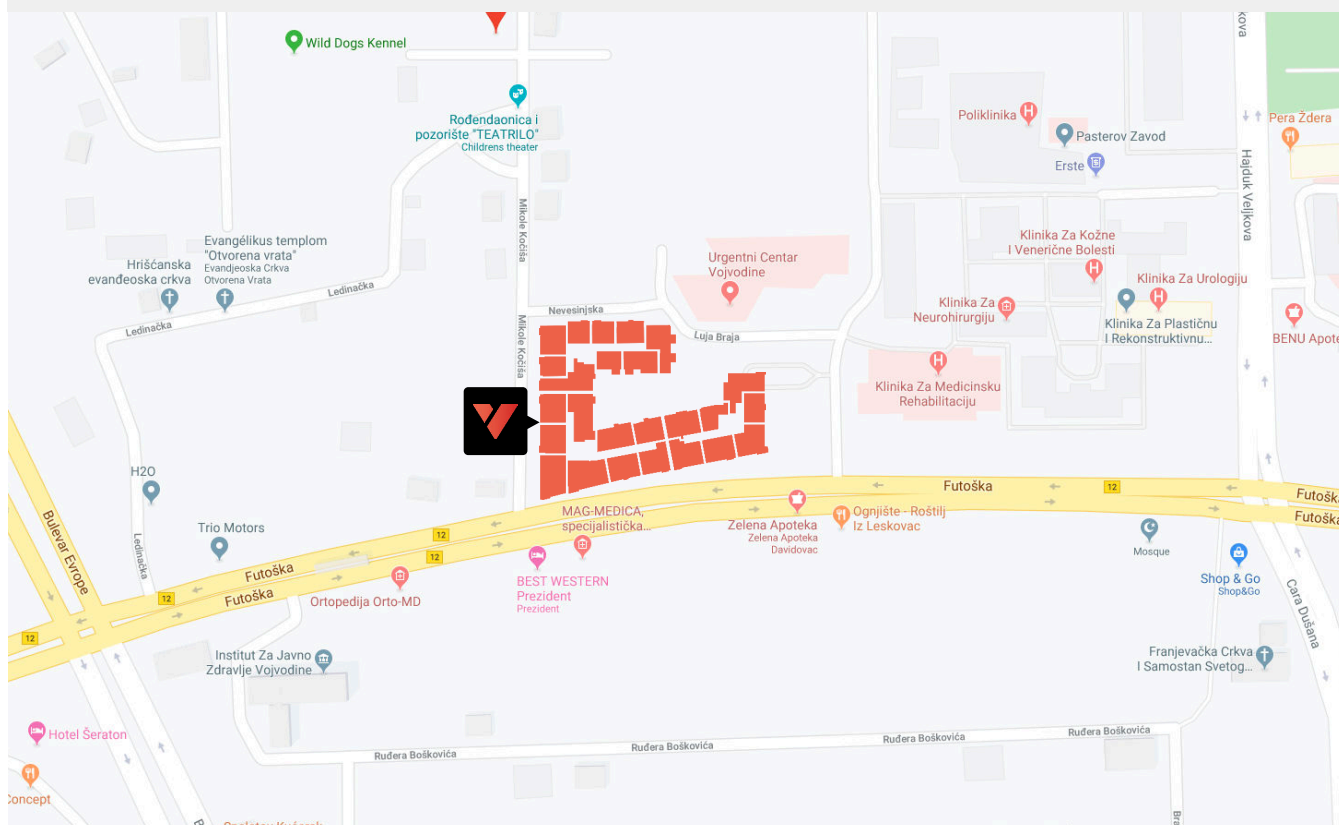 Wild Dogs Kennel
Rođendaonica i
pozorište "TEATRILO"
Childrens theater
Poliklinika
Pasterov Zavod
Erste
Pera Ždera
kova
Hajduk Veljkova
Mikole Kočiša
Evangélikus templom
"Otvorena vrata"
Evandjeoska Crkva
Otvorena Vrata
Hrišćanska
evanđeoska crkva
Ledinačka
Ledinačka
Urgentni Centar
Vojvodine
Klinika Za Kožne
I Venerične Bolesti
Klinika Za Urologiju
Klinika Za
Neurohirurgiju
Klinika Za Plastičnu
I Rekonstruktivnu...
BENU Apote
Nevesinjska
Luja Braja
Mikole Kočiša
Klinika Za Medicinsku
Rehabilitaciju
H2O
Trio Motors
Bulevar Evrope
Ledinačka
MAG-MEDICA,
specijalistička...
Zelena Apoteka
Zelena Apoteka
Davidovac
Ognjište - Roštilj
Iz Leskovac
Futoška
12
Futošk
Futoška
Mosque
Shop & Go
Shop&Go
Cara Dušana
12
12
Futoška
Futoška
12
12
BEST WESTERN
Prezident
Prezident
Ortopedija Orto-MD
Institut Za Javno
Zdravlje Vojvodine
Franjevačka Crkva
I Samostan Svetog...
Hotel Šeraton
Concept
Ruđera Boškovića
Ruđera Boškovića
Ruđera Boškovića
Ruđera Boškovića
Bra